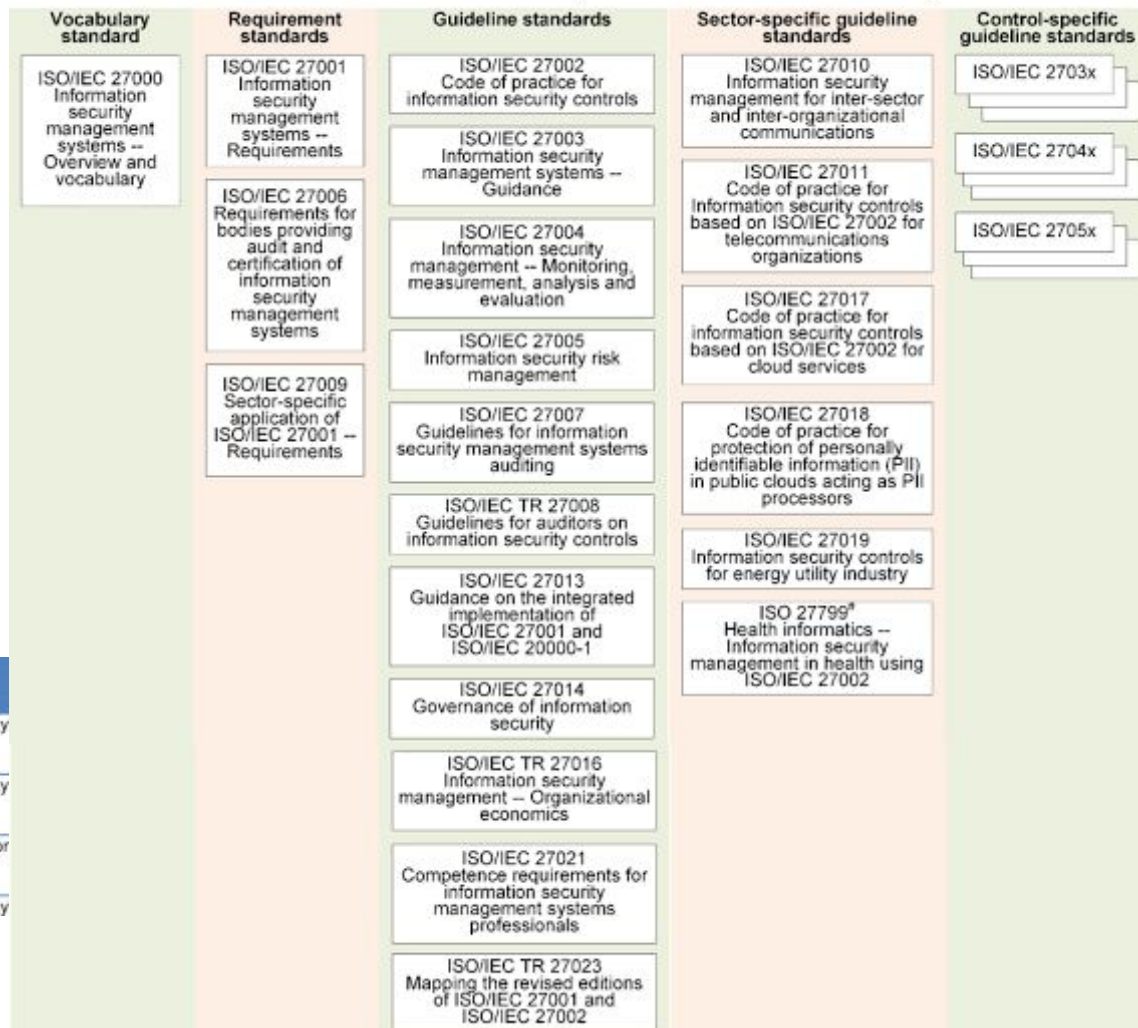 Vocabulary
standard
ISO/IEC 27000
Information
security
management
systems --
Overview and
vocabulary
Requirement
standards
ISO/IEC 27001
Information
security
management
systems --
Requirements
ISO/IEC 27006
Requirements for
bodies providing
audit and
certification of
information
security
management
systems
ISO/IEC 27009
Sector-specific
application of
ISO/IEC 27001 --
Requirements
Guideline standards
ISO/IEC 27002
Code of practice for
information security controls
ISO/IEC 27003
Information security
management systems --
Guidance
ISO/IEC 27004
Information security
management -- Monitoring,
measurement, analysis and
evaluation
ISO/IEC 27005
Information security risk
management
ISO/IEC 27007
Guidelines for information
security management systems
auditing
ISO/IEC TR 27008
Guidelines for auditors on
information security controls
ISO/IEC 27013
Guidance on the integrated
implementation of
ISO/IEC 27001 and
ISO/IEC 20000-1
ISO/IEC 27014
Governance of information
security
ISO/IEC TR 27016
Information security
management -- Organizational
economics
ISO/IEC 27021
Competence requirements for
information security
management systems
professionals
ISO/IEC TR 27023
Mapping the revised editions
of ISO/IEC 27001 and
ISO/IEC 27002
Sector-specific guideline
standards
ISO/IEC 27010
Information security
management for inter-sector
and inter-organizational
communications
ISO/IEC 27011
Code of practice for
Information security controls
based on ISO/IEC 27002 for
telecommunications
organizations
ISO/IEC 27017
Code of practice for
information security controls
based on ISO/IEC 27002 for
cloud services
ISO/IEC 27018
Code of practice for
protection of personally
identifiable information (PII)
in public clouds acting as PII
processors
ISO/IEC 27019
Information security controls
for energy utility industry
ISO 27799#
Health informatics --
Information security
management in health using
ISO/IEC 27002
Control-specific
guideline standards
ISO/IEC 2703x
ISO/IEC 2704x
ISO/IEC 2705x